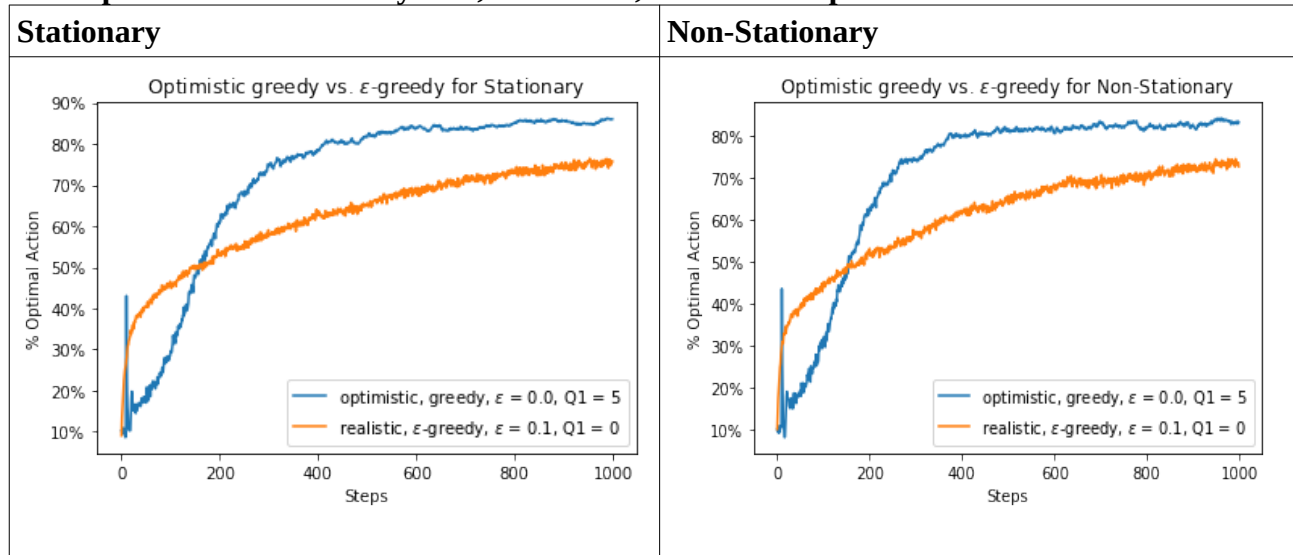 Stationary
Non-Stationary
Optimistic greedy vs. ε-greedy for Stationary
90%
80%
70%
60%
50%
40%
30%
20%
10%
% Optimal Action
optimistic, greedy, ε = 0.0, Q1 = 5
realistic, ε-greedy, ε = 0.1, Q1 = 0
0 200 400 600 800 1000
Steps
Optimistic greedy vs. ε-greedy for Non-Stationary
80%
70%
60%
50%
40%
30%
20%
10%
% Optimal Action
optimistic, greedy, ε = 0.0, Q1 = 5
realistic, ε-greedy, ε = 0.1, Q1 = 0
0 200 400 600 800 1000
Steps